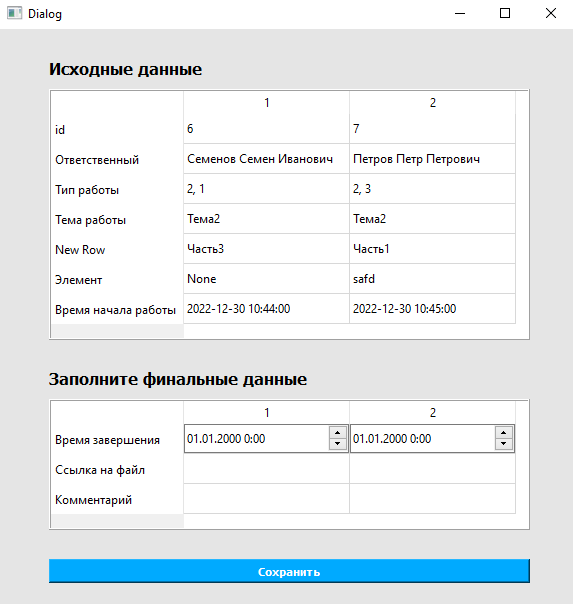 Dialog
Исходные данные
1 2
id 6 7
Ответственный Семенов Семен Иванович Петров Петр Петрович
Тип работы 2, 1 2, 3
Тема работы Тема2 Тема2
New Row Часть3 Часть1
Элемент None safd
Время начала работы 2022-12-30 10:44:00 2022-12-30 10:45:00
Заполните финальные данные
1 2
Время завершения 01.01.2000 0:00 01.01.2000 0:00
Ссылка на файл
Комментарий
Сохранить